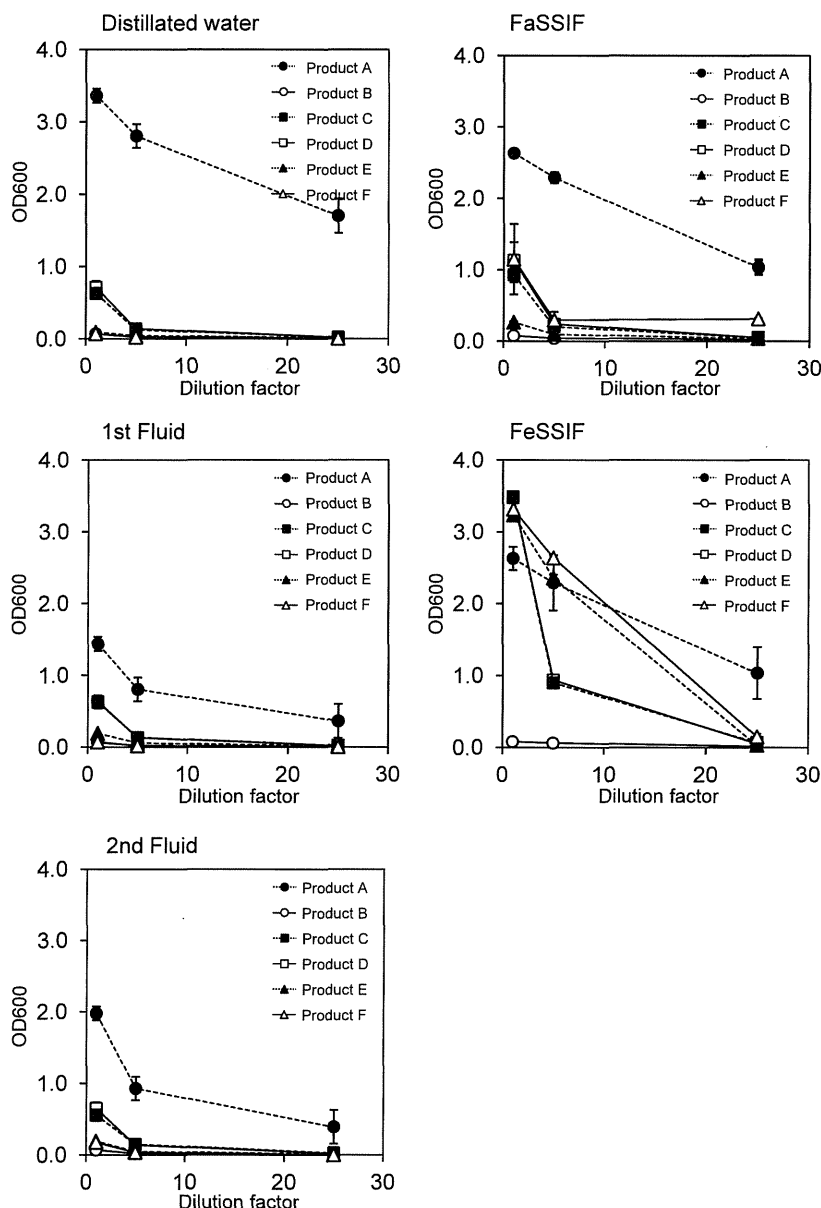 Distillated water
4.0
3.0
2.0
1.0
0.0
OD600
0
10
20
30
Dilution factor
Product A
Product B
Product C
Product D
Product E
Product F
FaSSIF
4.0
3.0
2.0
1.0
0.0
OD600
0
10
20
30
Dilution factor
Product A
Product B
Product C
Product D
Product E
Product F
1st Fluid
4.0
3.0
2.0
1.0
0.0
OD600
0
10
20
30
Dilution factor
Product A
Product B
Product C
Product D
Product E
Product F
FeSSIF
4.0
3.0
2.0
1.0
0.0
OD600
0
10
20
30
Dilution factor
Product A
Product B
Product C
Product D
Product E
Product F
2nd Fluid
4.0
3.0
2.0
1.0
0.0
OD600
0
10
20
30
Dilution factor
Product A
Product B
Product C
Product D
Product E
Product F